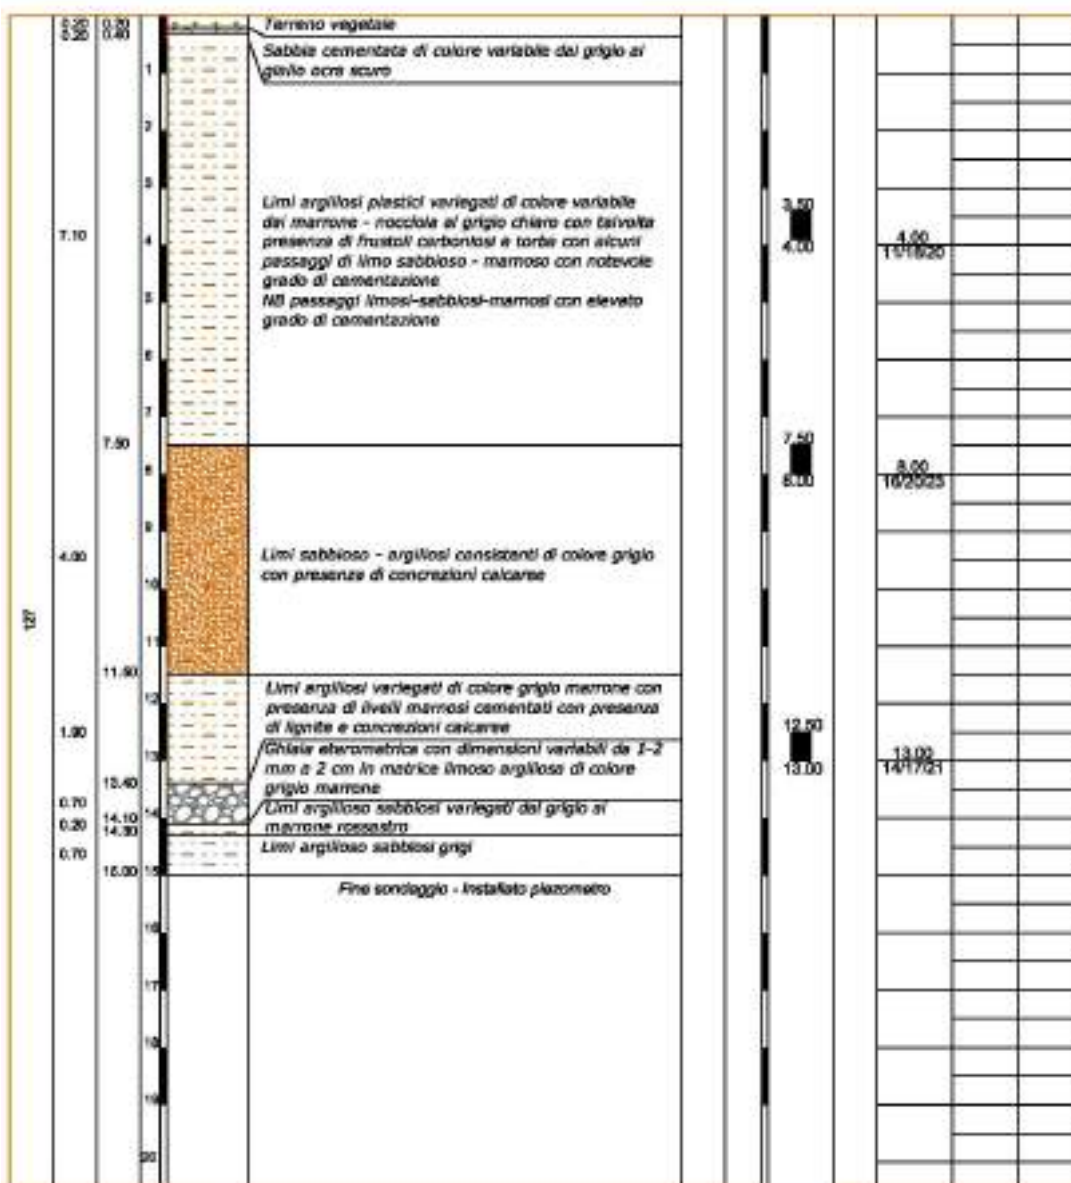 0.20 0.20 Terreno vegetale
0.20 0.40
Sabbia cementata di colore variabile dal grigio al
giallo ocra scuro
1
2
3
Limi argillosi plastici variegati di colore variabile
dal marrone - nocciola al grigio chiaro con talvolta
presenza di frustoli carboniosi e torba con alcuni
passaggi di limo sabbioso - marnoso con notevole
grado di cementazione
NB passaggi limosi-sabbiosi-marnosi con elevato
grado di cementazione
7.10
4
3.50
4.00
4.00
11/18/20
5
6
7
7.50
7.50
8.00
8.00
16/20/23
8
9
4.00
Limi sabbioso - argillosi consistenti di colore grigio
con presenza di concrezioni calcaree
10
127
11
11.50
Limi argillosi variegati di colore grigio marrone con
presenza di livelli marnosi cementati con presenza
di lignite e concrezioni calcaree
12
1.90
12.50
13.00
13.00
14/17/21
13
13.40
Ghiaia eterometrica con dimensioni variabili da 1-2
mm a 2 cm in matrice limoso argillosa di colore
grigio marrone
0.70
14.10
14
Limi argilloso sabbiosi variegati dal grigio al
marrone rossastro
0.20
14.30
Limi argilloso sabbiosi grigi
0.70
15.00
15
Fine sondaggio - Installato piezometro
16
17
18
19
20